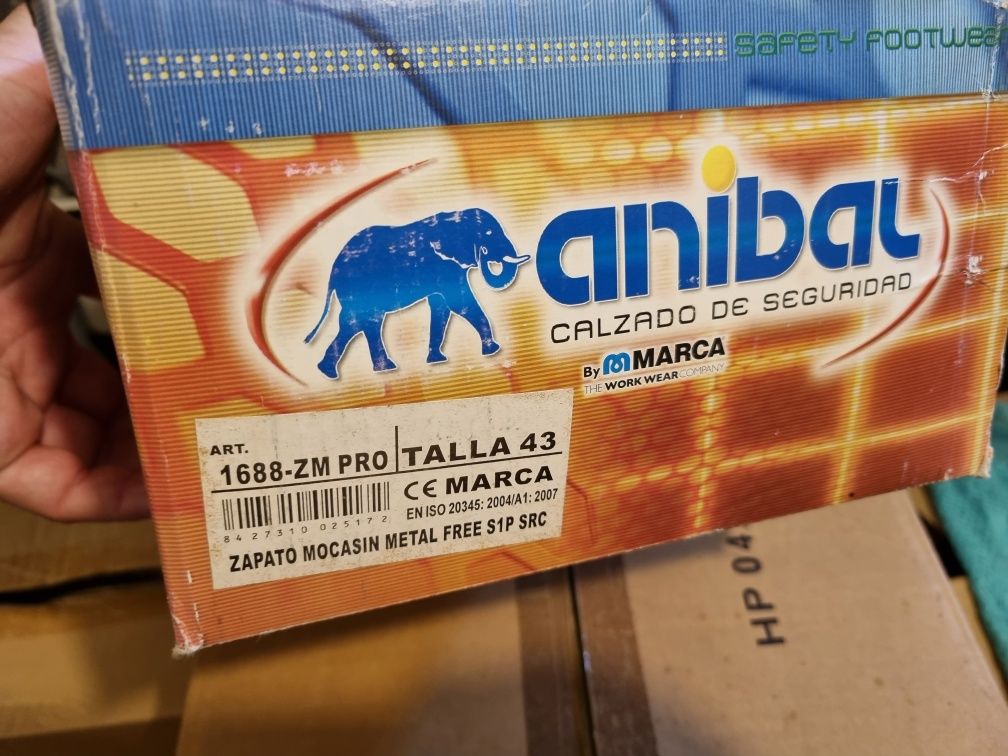 SAFETY FOOTWEA
anibal
CALZADO DE SEGURIDAD
By MARCA
THE WORK WEAR COMPANY
ART.
1688-ZM PRO
TALLA 43
CE MARCA
EN ISO 20345: 2004/A1: 2007
8 427310 025172
ZAPATO MOCASIN METAL FREE S1P SRC
HP 04